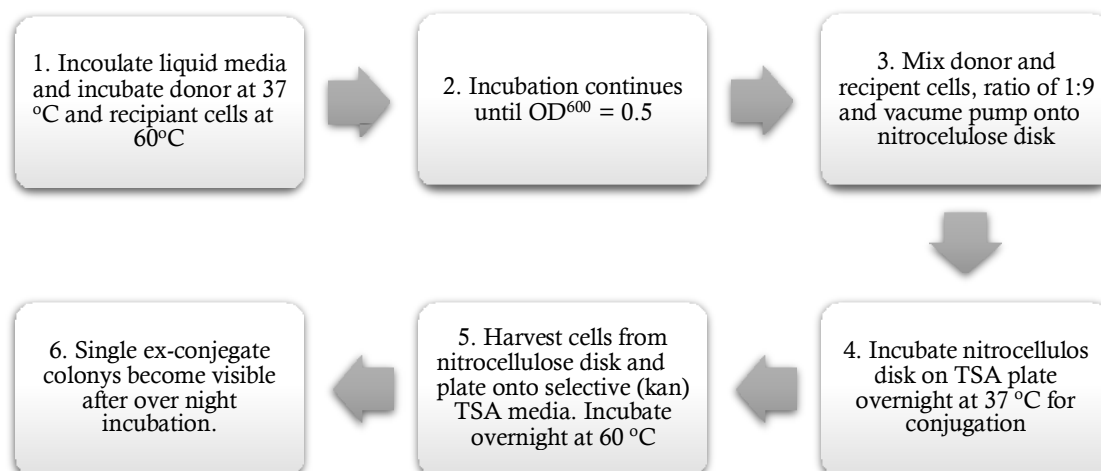 1. Incoulate liquid media
and incubate donor at 37
ºC and recipiant cells at
60ºC
2. Incubation continues
until OD⁶⁰⁰ = 0.5
3. Mix donor and
recipent cells, ratio of 1:9
and vacume pump onto
nitrocelulose disk
4. Incubate nitrocellulos
disk on TSA plate
overnight at 37 ºC for
conjugation
5. Harvest cells from
nitrocellulose disk and
plate onto selective (kan)
TSA media. Incubate
overnight at 60 ºC
6. Single ex-conjegate
colonys become visible
after over night
incubation.